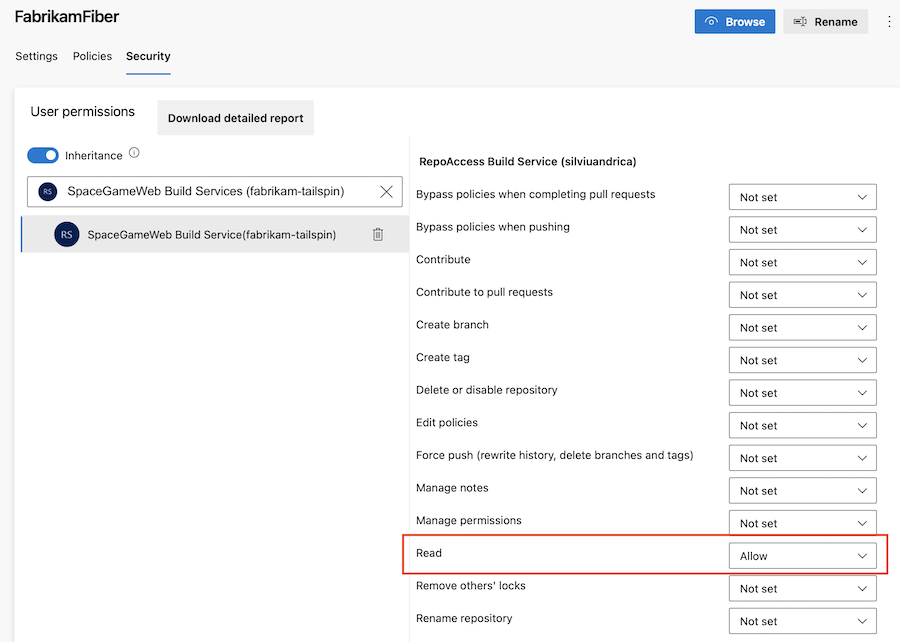 FabrikamFiber
Browse
Rename
Settings
Policies
Security
User permissions
Download detailed report
Inheritance
RS
SpaceGameWeb Build Services (fabrikam-tailspin)
RS
SpaceGameWeb Build Service(fabrikam-tailspin)
RepoAccess Build Service (silviuandrica)
Bypass policies when completing pull requests
Not set
Bypass policies when pushing
Not set
Contribute
Not set
Contribute to pull requests
Not set
Create branch
Not set
Create tag
Not set
Delete or disable repository
Not set
Edit policies
Not set
Force push (rewrite history, delete branches and tags)
Not set
Manage notes
Not set
Manage permissions
Not set
Read
Allow
Remove others' locks
Not set
Rename repository
Not set